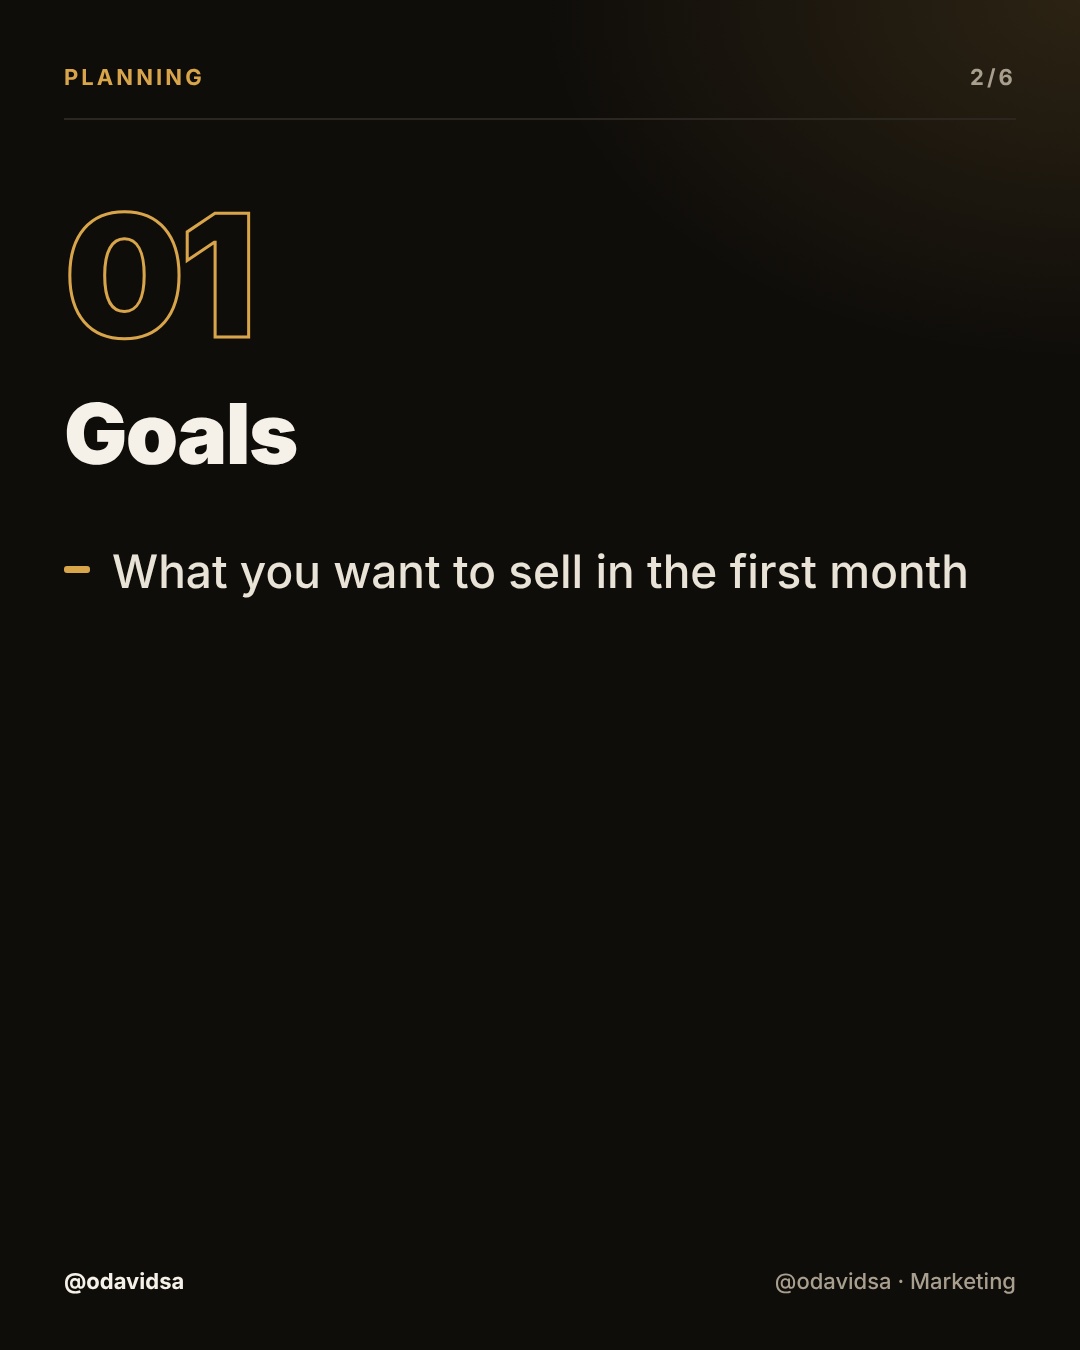 PLANNING
2/6
01
Goals
What you want to sell in the first month
@odavidsa
@odavidsa · Marketing